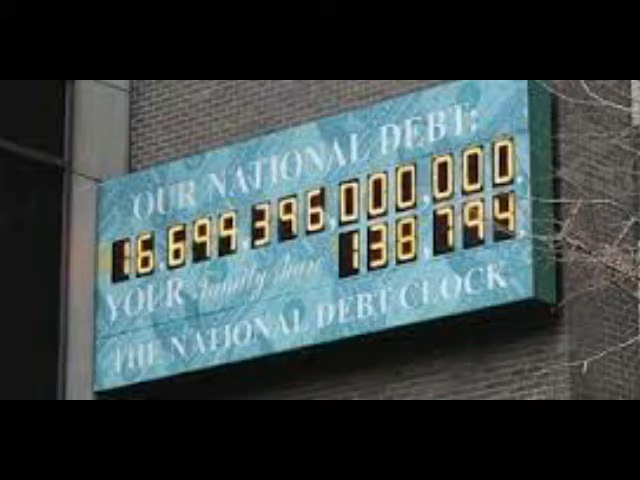 OUR NATIONAL DEBT:
16,699,396,000,000.
YOUR family share 138,794.
THE NATIONAL DEBT CLOCK